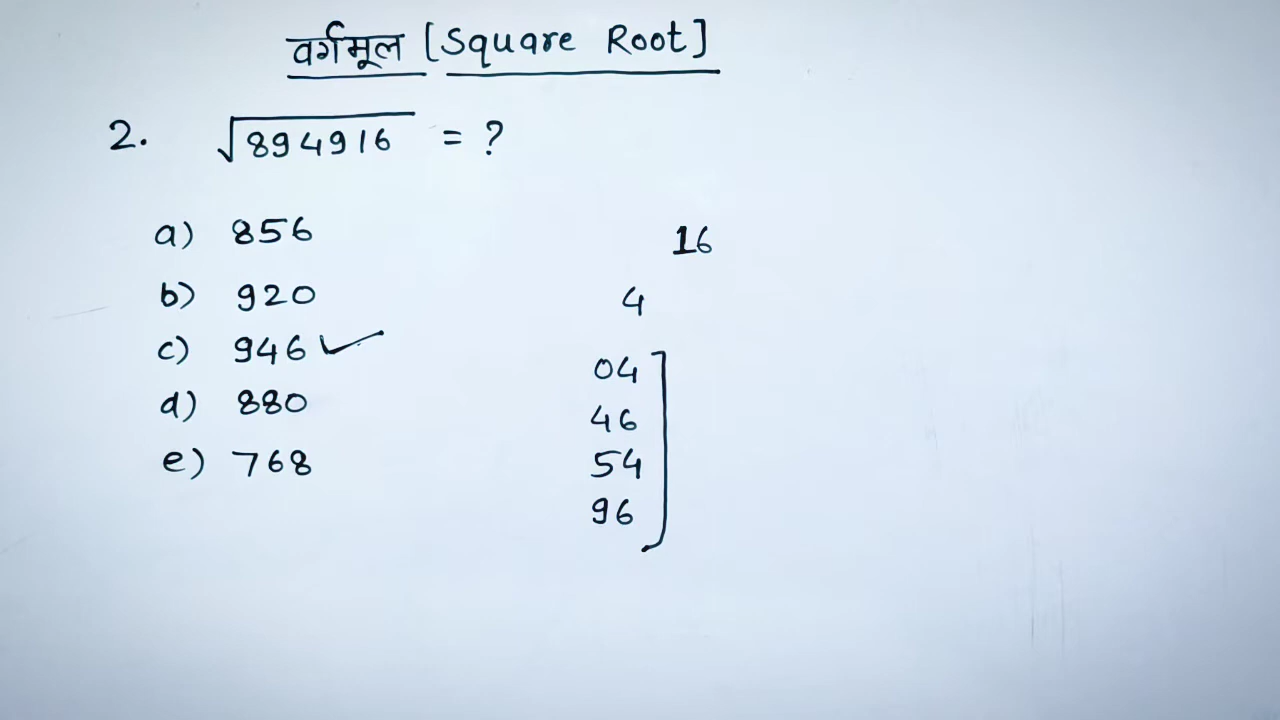 वर्गमूल [Square Root]
2. √894916 = ?
a) 856
b) 920
c) 946 ✓
d) 880
e) 768
16
4
04
46
54
96